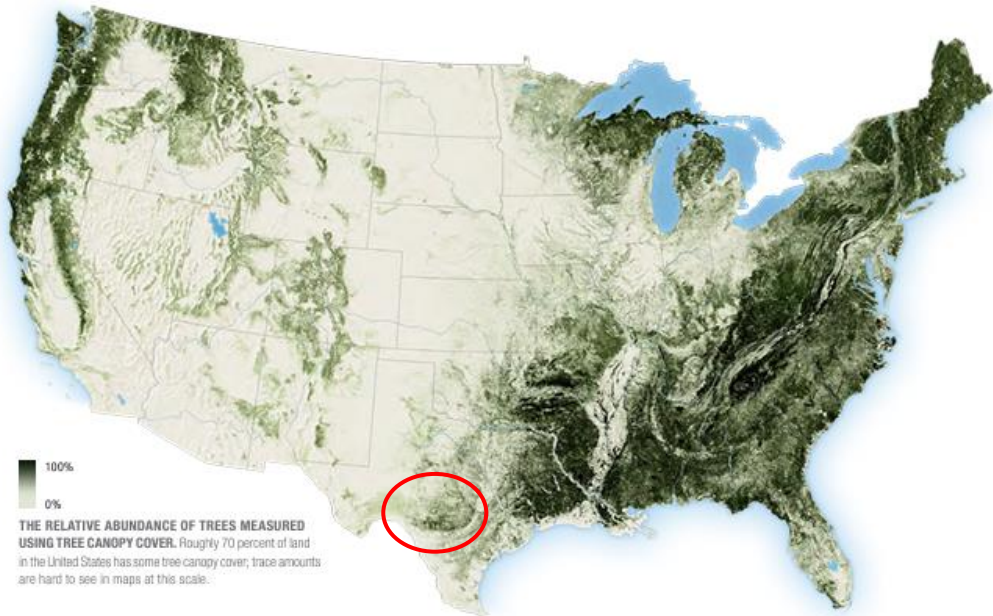 100%
0%
THE RELATIVE ABUNDANCE OF TREES MEASURED
USING TREE CANOPY COVER. Roughly 70 percent of land
in the United States has some tree canopy cover; trace amounts
are hard to see in maps at this scale.